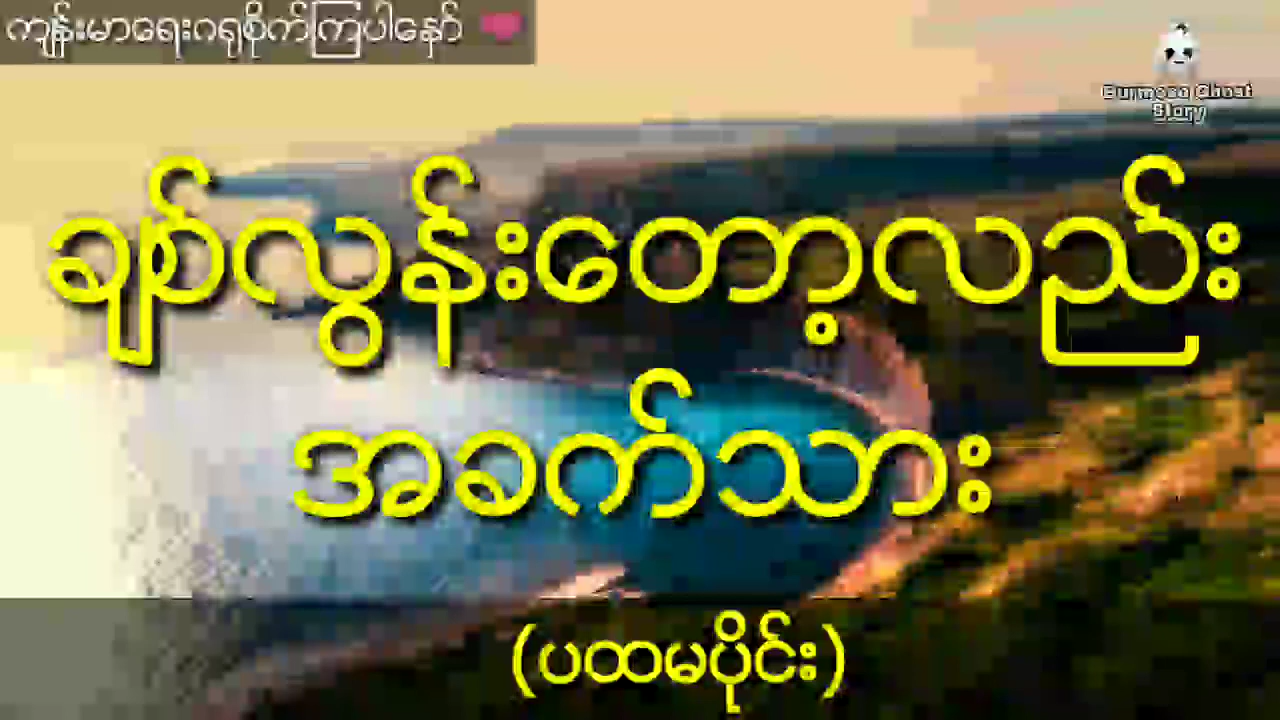 ကျန်းမာရေးဂရုစိုက်ကြပါနော် ❤
Burmese Ghost
Story
ချစ်လွန်းတော့လည်း
အခက်သား
(ပထမပိုင်း)